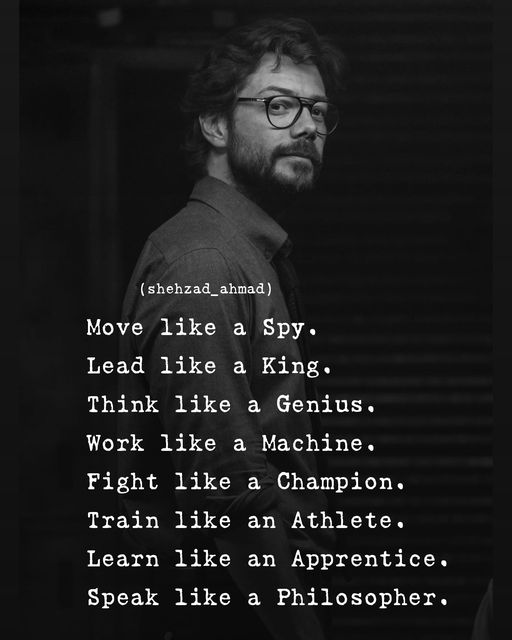 (shehzad_ahmad)
Move like a Spy.
Lead like a King.
Think like a Genius.
Work like a Machine.
Fight like a Champion.
Train like an Athlete.
Learn like an Apprentice.
Speak like a Philosopher.